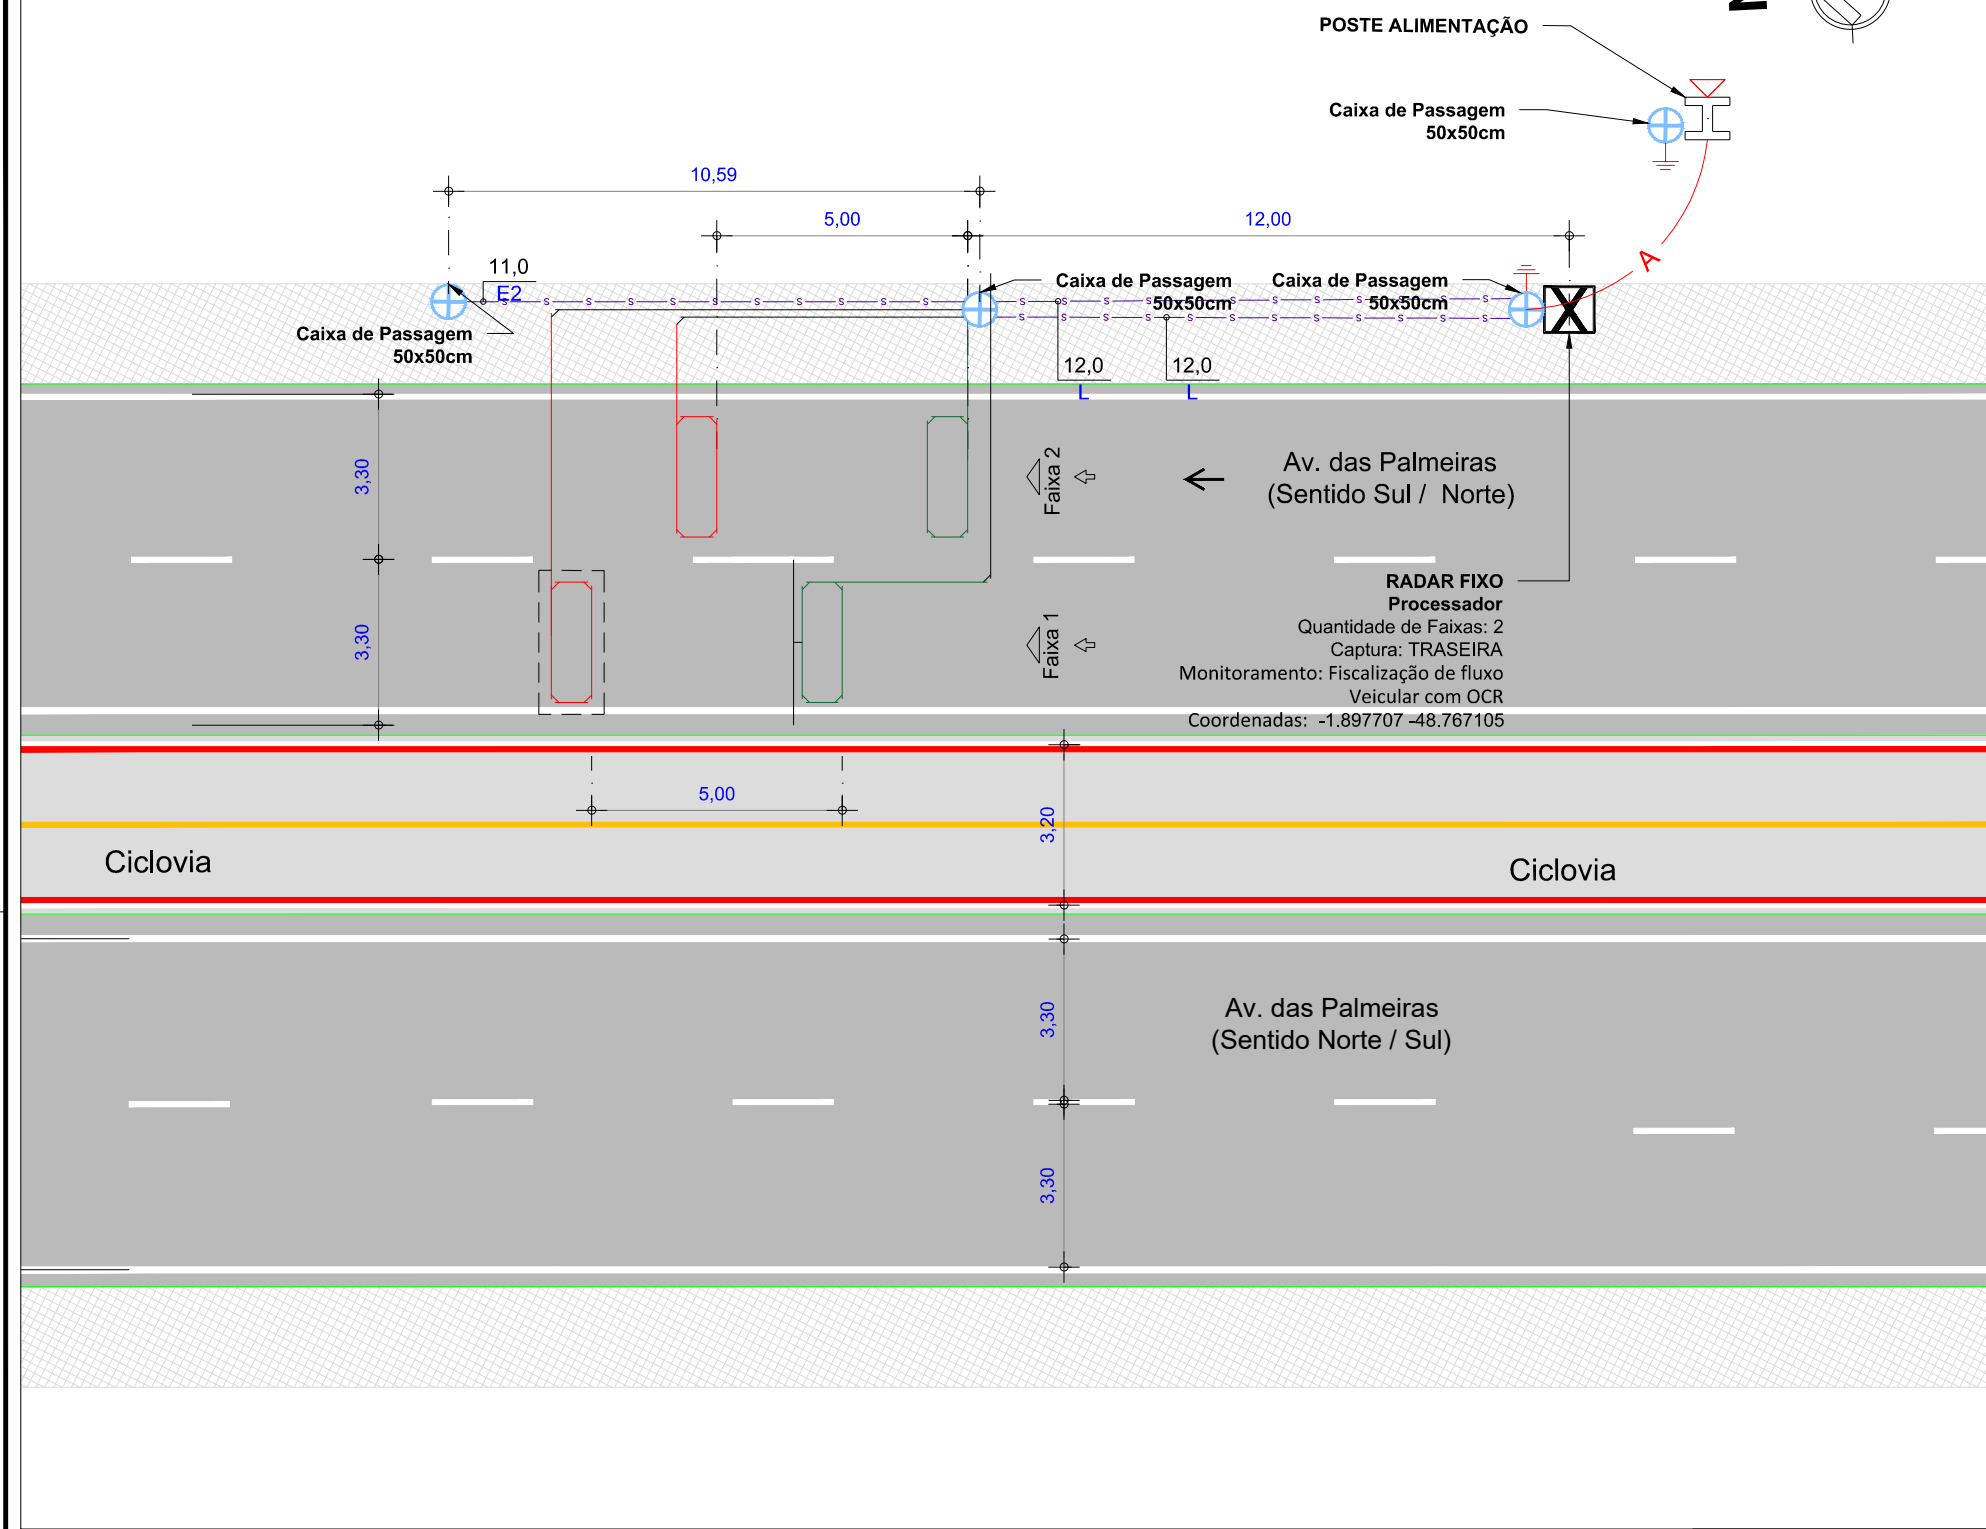 POSTE ALIMENTAÇÃO
Caixa de Passagem
50x50cm
10,59
5,00
12,00
A
11,0
E2
Caixa de Passagem
50x50cm
Caixa de Passagem
50x50cm
Caixa de Passagem
50x50cm
12,0
L
12,0
L
X
3,30
Faixa 2
Av. das Palmeiras
(Sentido Sul / Norte)
3,30
Faixa 1
RADAR FIXO
Processador
Quantidade de Faixas: 2
Captura: TRASEIRA
Monitoramento: Fiscalização de fluxo
Veicular com OCR
Coordenadas: -1.897707 -48.767105
5,00
3,20
Ciclovia
Ciclovia
3,30
Av. das Palmeiras
(Sentido Norte / Sul)
3,30